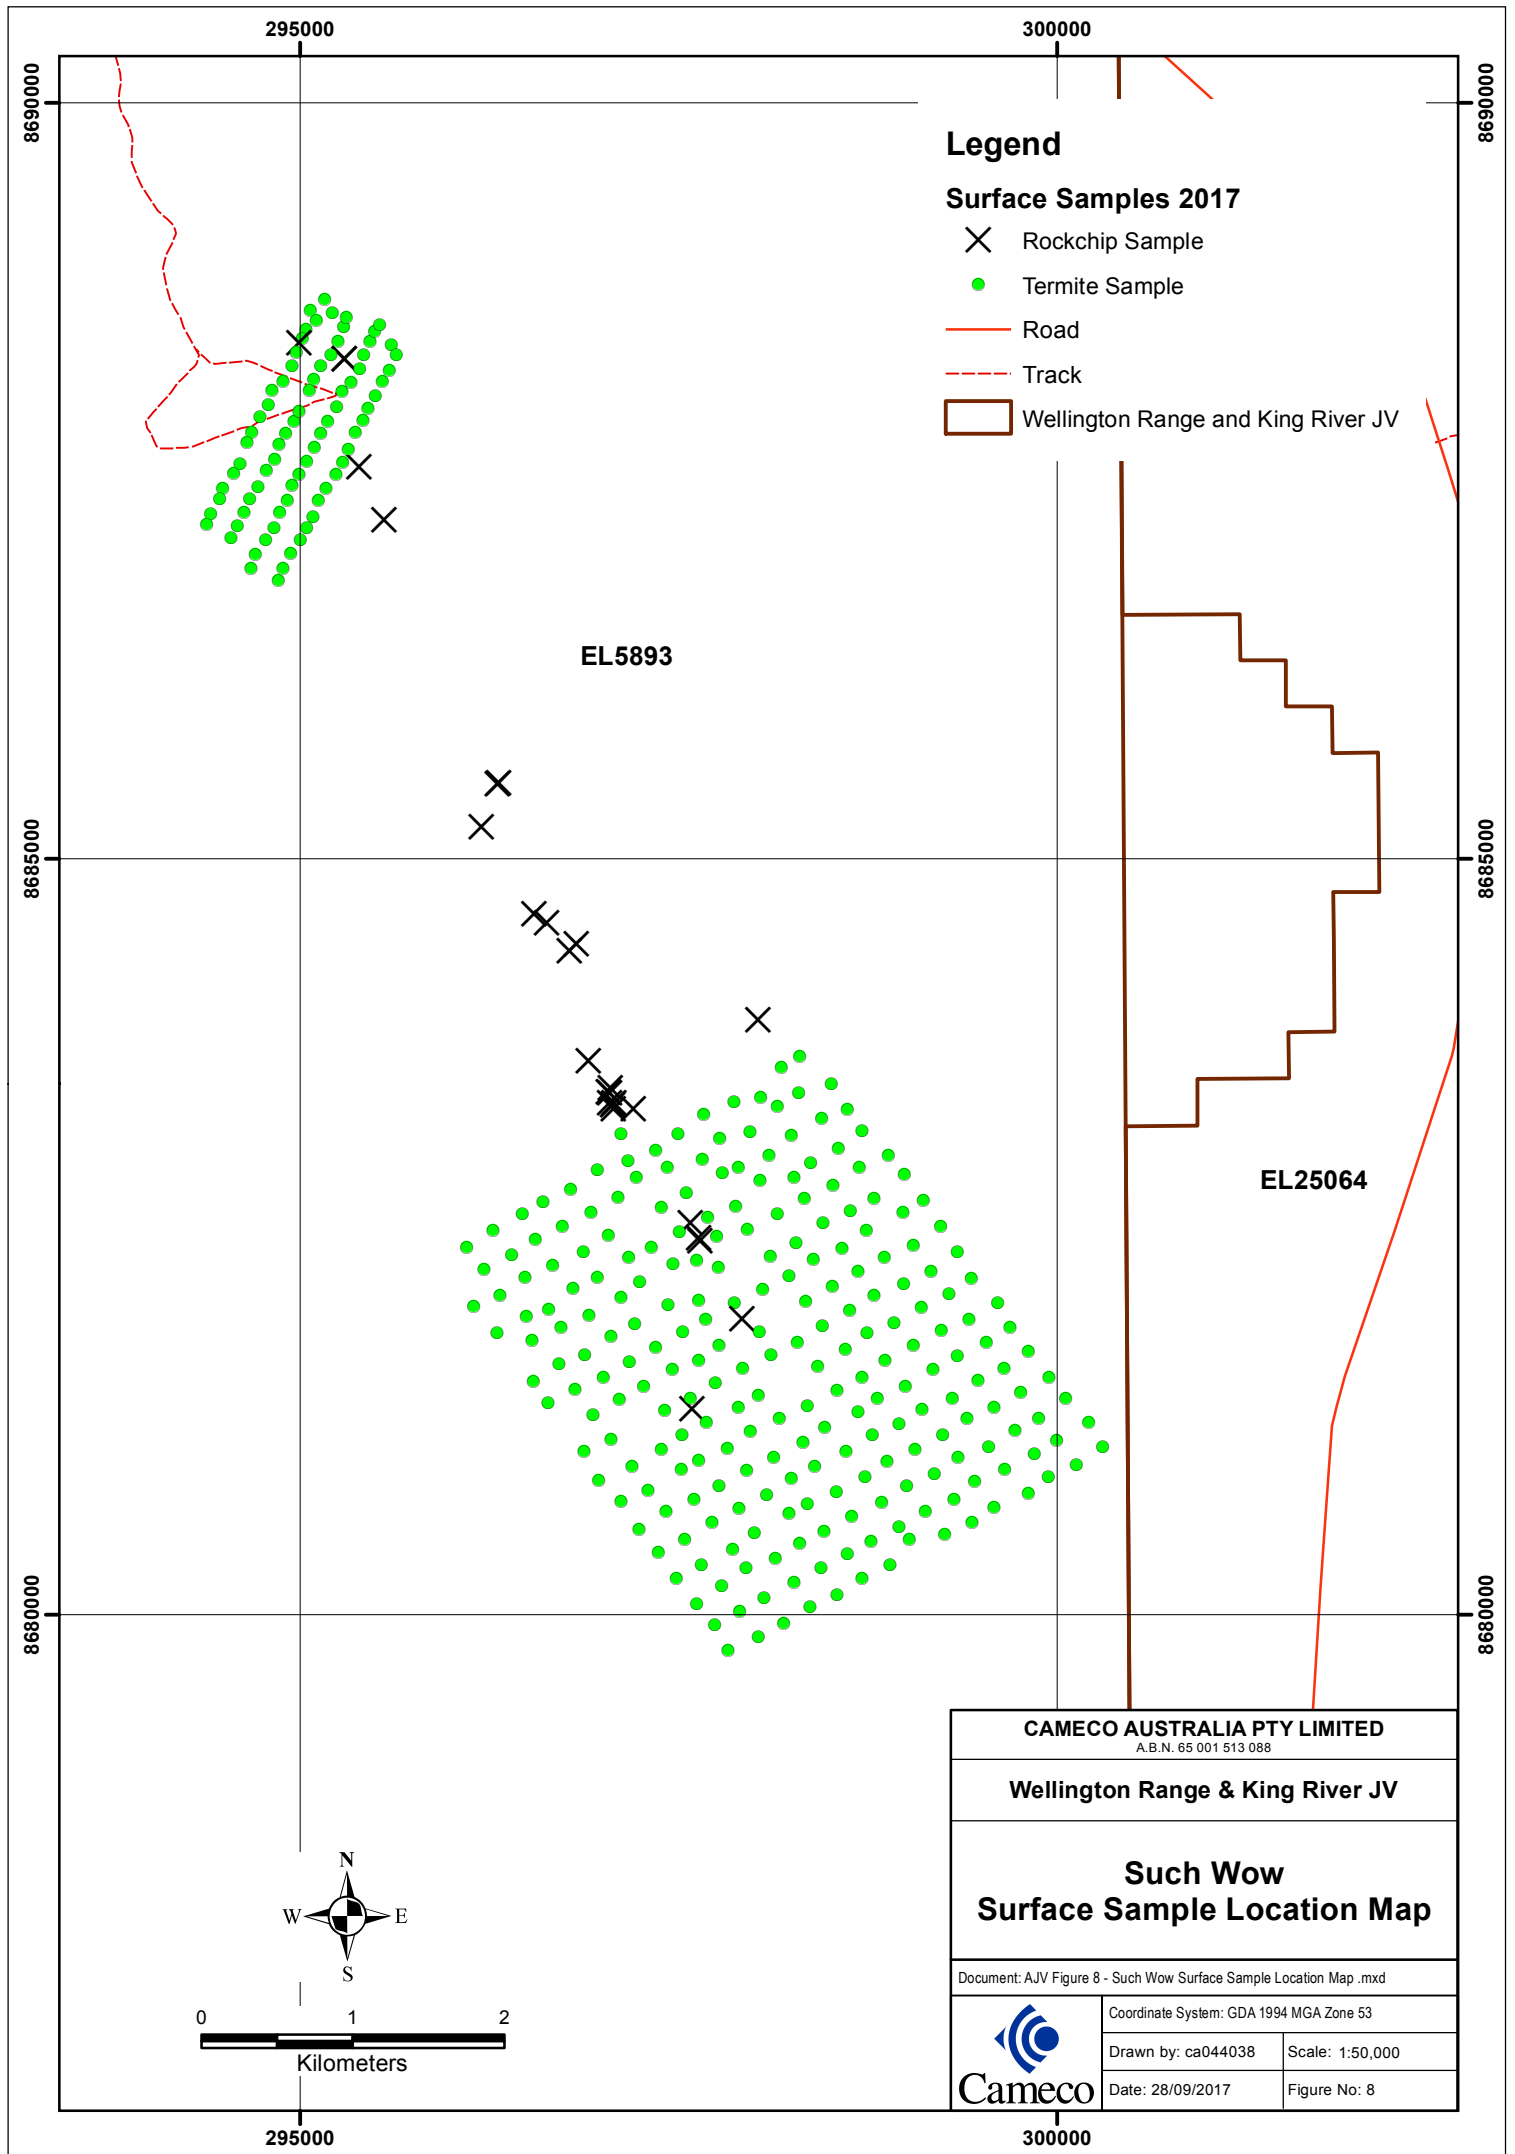 295000
300000
8690000
8690000
Legend
Surface Samples 2017
Rockchip Sample
Termite Sample
Road
Track
Wellington Range and King River JV
EL5893
8685000
8685000
EL25064
8680000
8680000
CAMECO AUSTRALIA PTY LIMITED
A.B.N. 65 001 513 088
Wellington Range & King River JV
Such Wow
Surface Sample Location Map
Document: AJV Figure 8 - Such Wow Surface Sample Location Map .mxd
Coordinate System: GDA 1994 MGA Zone 53
Drawn by: ca044038
Scale: 1:50,000
Date: 28/09/2017
Figure No: 8
Cameco
N
W
E
S
0 1 2
Kilometers
295000
300000